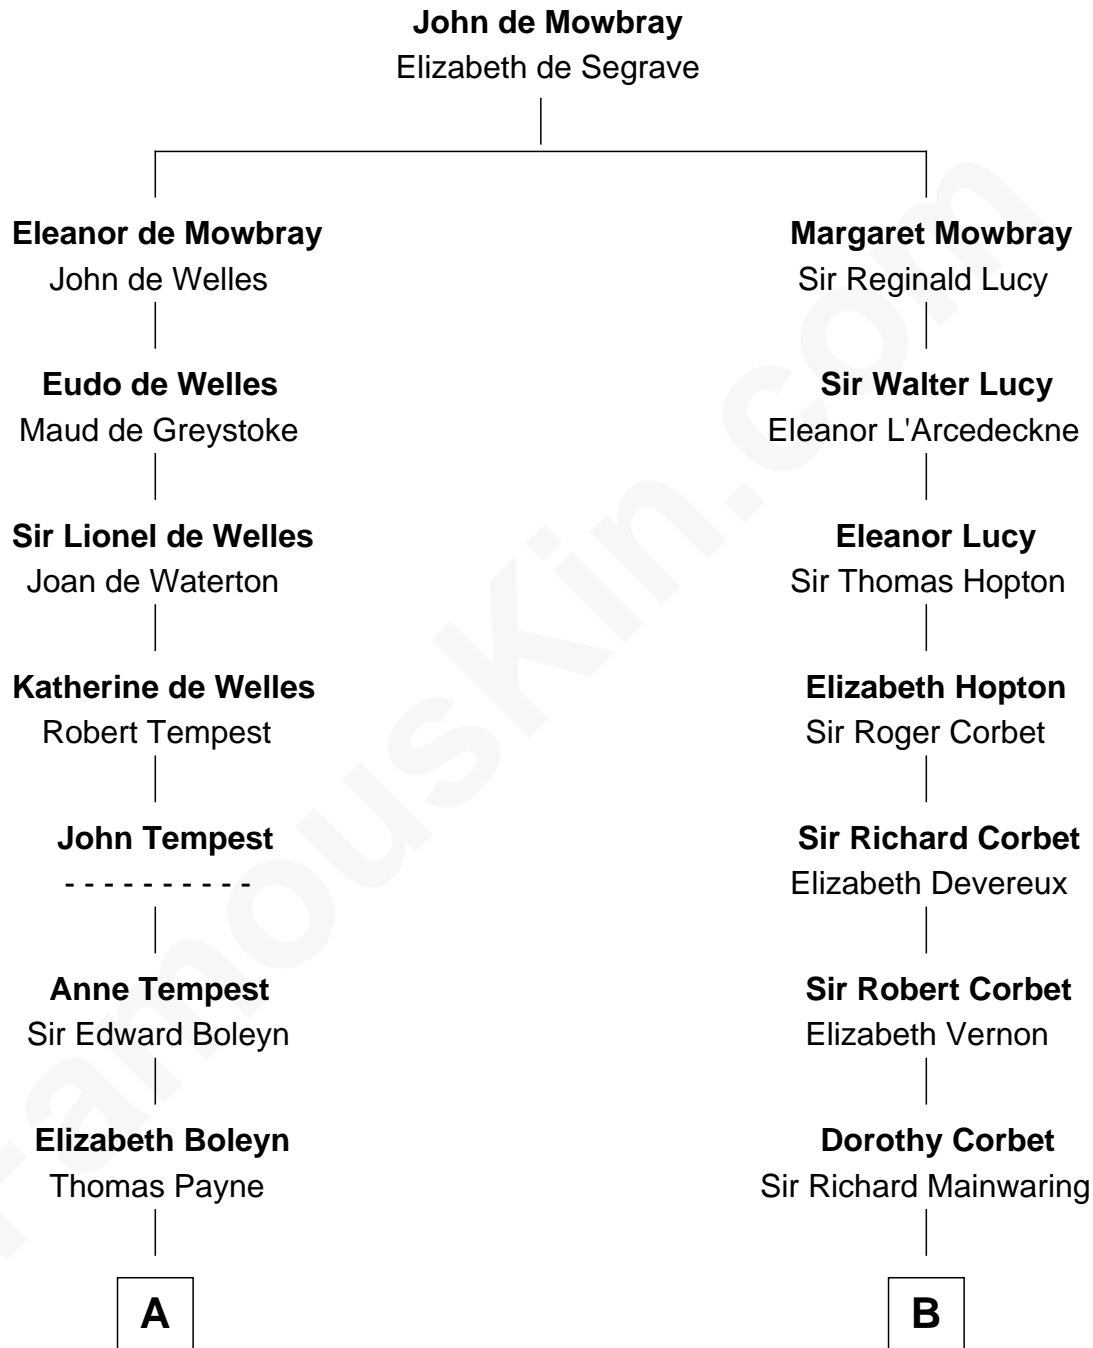 John de Mowbray
Elizabeth de Segrave
Eleanor de Mowbray
John de Welles
Margaret Mowbray
Sir Reginald Lucy
Eudo de Welles
Maud de Greystoke
Sir Walter Lucy
Eleanor L'Arcedeckne
Sir Lionel de Welles
Joan de Waterton
Eleanor Lucy
Sir Thomas Hopton
Katherine de Welles
Robert Tempest
Elizabeth Hopton
Sir Roger Corbet
John Tempest
- - - - - - - - - -
Sir Richard Corbet
Elizabeth Devereux
Anne Tempest
Sir Edward Boleyn
Sir Robert Corbet
Elizabeth Vernon
Elizabeth Boleyn
Thomas Payne
Dorothy Corbet
Sir Richard Mainwaring
A
B
FamousKin.com